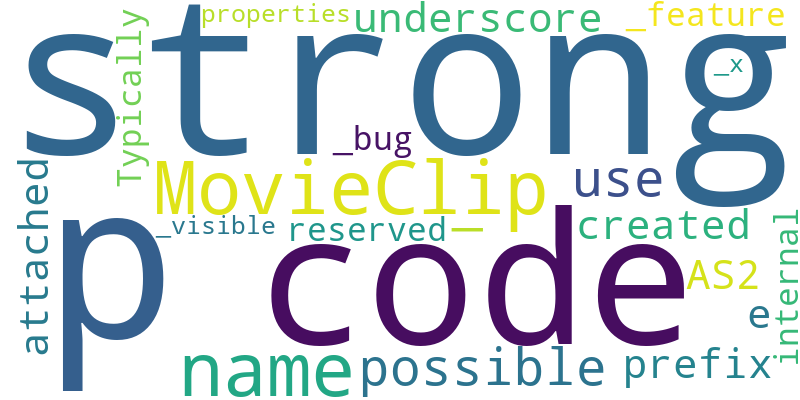 properties
underscore
_feature
strong
Typically
_x
_bug
MovieClip
use
attached
p
_visible
reserved
_
created
code
internal
AS2
e
name
possible
prefix